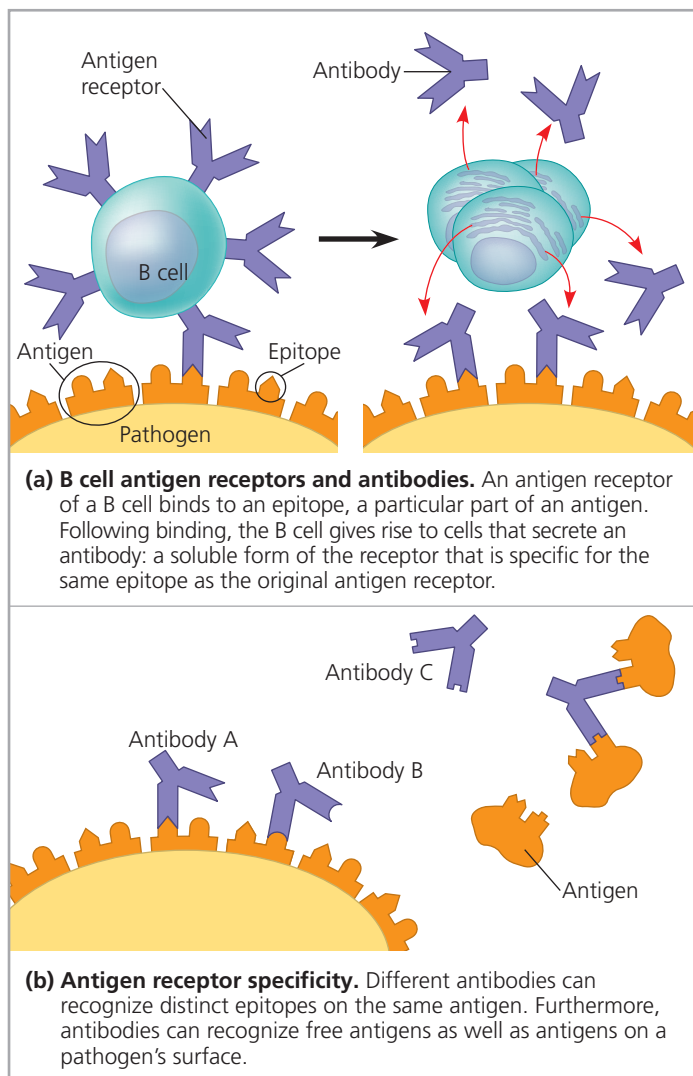 Antigen
receptor
Antibody
B cell
Antigen
Epitope
Pathogen
(a) B cell antigen receptors and antibodies. An antigen receptor
of a B cell binds to an epitope, a particular part of an antigen.
Following binding, the B cell gives rise to cells that secrete an
antibody: a soluble form of the receptor that is specific for the
same epitope as the original antigen receptor.
Antibody C
Antibody A
Antibody B
Antigen
(b) Antigen receptor specificity. Different antibodies can
recognize distinct epitopes on the same antigen. Furthermore,
antibodies can recognize free antigens as well as antigens on a
pathogen's surface.